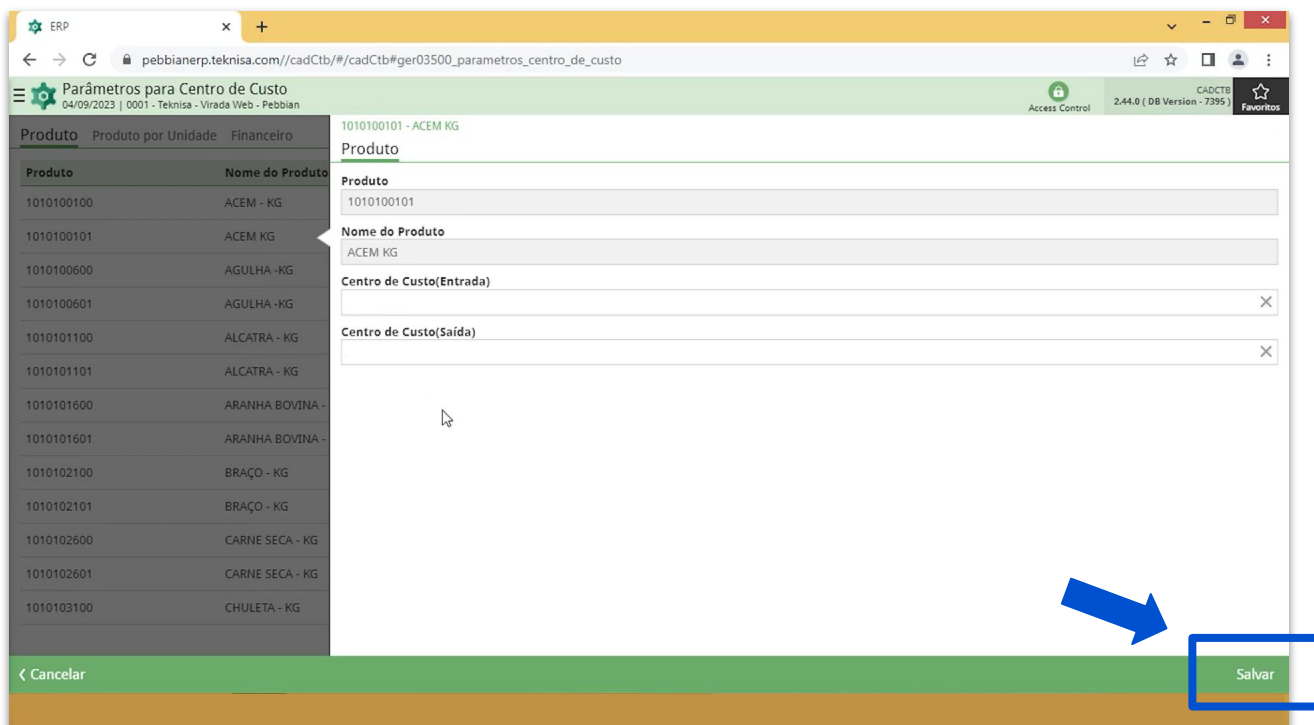 ERP
pebbianerp.teknisa.com//cadCtb/#/cadCtb#ger03500_parametros_centro_de_custo
Parâmetros para Centro de Custo
04/09/2023 | 0001 - Teknisa - Virada Web - Pebbian
Access Control
CADCTB
2.44.0 ( DB Version - 7395 )
Favoritos
Produto Produto por Unidade Financeiro
Produto Nome do Produto
1010100100 ACEM - KG
1010100101 ACEM KG
1010100600 AGULHA -KG
1010100601 AGULHA -KG
1010101100 ALCATRA - KG
1010101101 ALCATRA - KG
1010101600 ARANHA BOVINA -
1010101601 ARANHA BOVINA -
1010102100 BRAÇO - KG
1010102101 BRAÇO - KG
1010102600 CARNE SECA - KG
1010102601 CARNE SECA - KG
1010103100 CHULETA - KG
1010100101 - ACEM KG
Produto
Produto
1010100101
Nome do Produto
ACEM KG
Centro de Custo(Entrada)
Centro de Custo(Saída)
Cancelar
Salvar